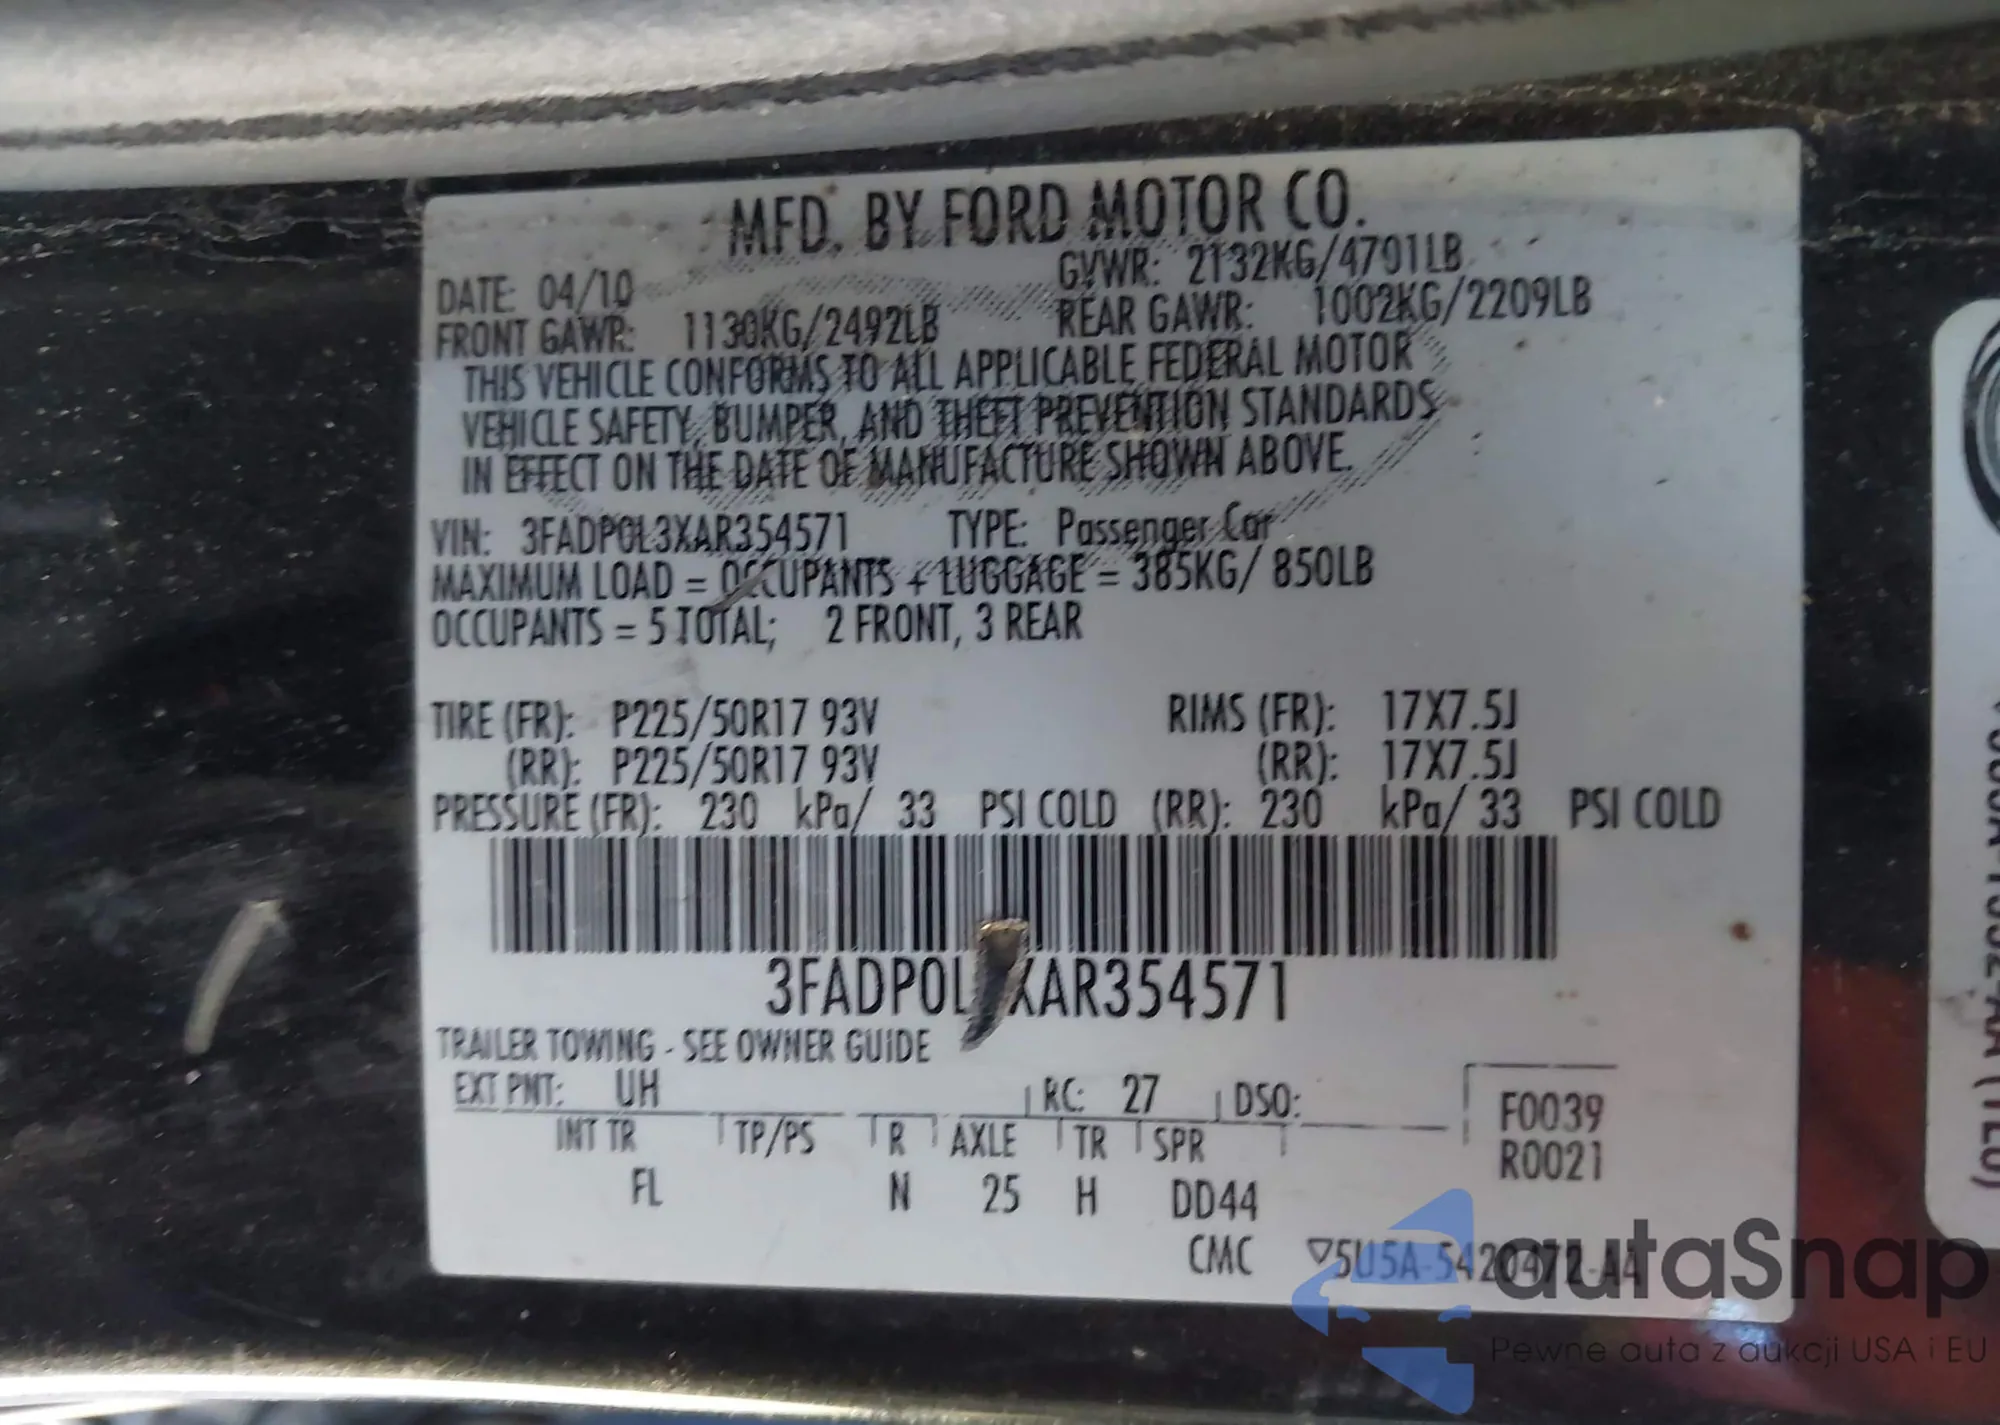 MFD. BY FORD MOTOR CO.
DATE: 04/10 GVWR: 2132KG/4701LB
FRONT GAWR: 1130KG/2492LB REAR GAWR: 1002KG/2209LB
THIS VEHICLE CONFORMS TO ALL APPLICABLE FEDERAL MOTOR
VEHICLE SAFETY, BUMPER, AND THEFT PREVENTION STANDARDS
IN EFFECT ON THE DATE OF MANUFACTURE SHOWN ABOVE.
VIN: 3FADP0L3XAR354571 TYPE: Passenger Car
MAXIMUM LOAD = OCCUPANTS + LUGGAGE = 385KG/ 850LB
OCCUPANTS = 5 TOTAL; 2 FRONT, 3 REAR
TIRE (FR): P225/50R17 93V RIMS (FR): 17X7.5J
(RR): P225/50R17 93V (RR): 17X7.5J
PRESSURE (FR): 230 kPa/ 33 PSI COLD (RR): 230 kPa/ 33 PSI COLD
3FADP0L XAR354571
TRAILER TOWING - SEE OWNER GUIDE
EXT PNT: UH RC: 27 DSO:
INT TR TP/PS R AXLE TR SPR
FL N 25 H DD44
F0039
R0021
CMC ▽5U5A-5420472-AA
autaSnap
Pewne auta z aukcji USA i EU